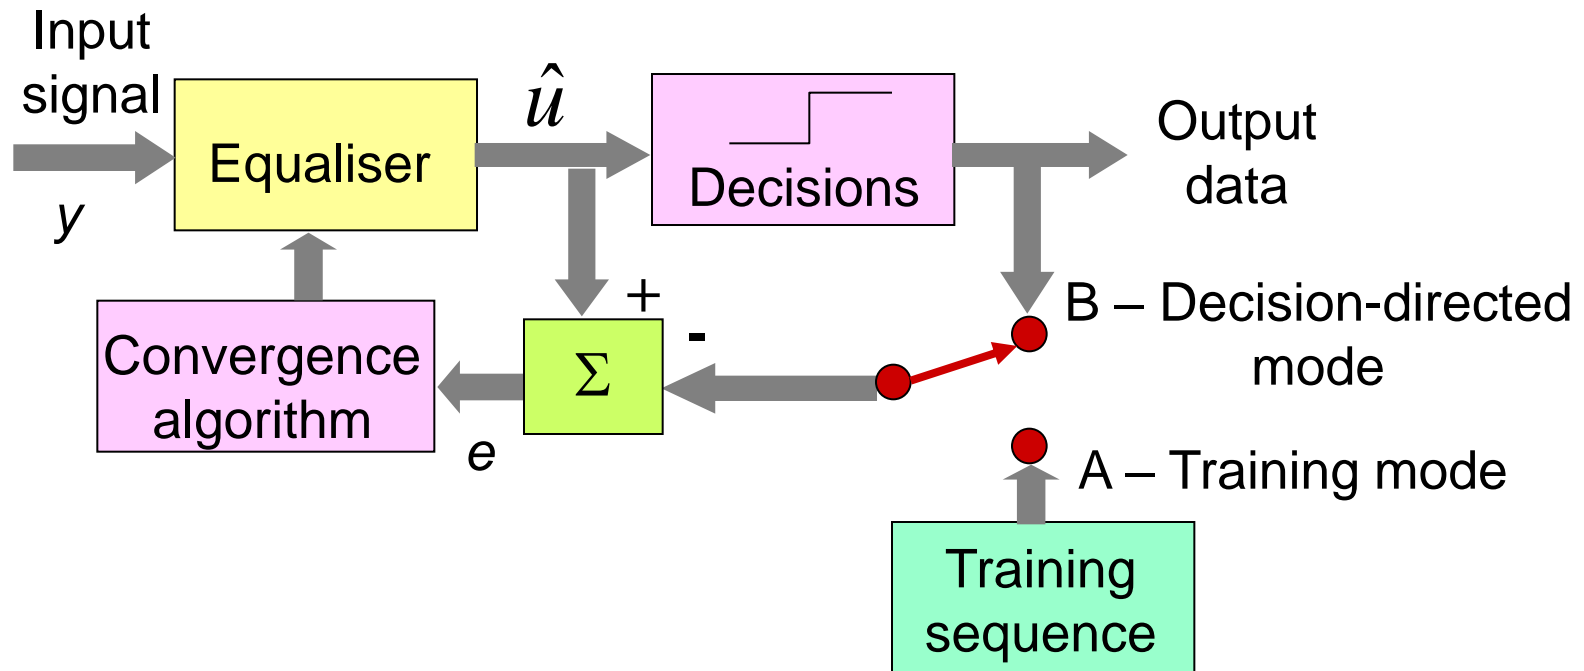 Input
signal
y
Equaliser
û
Decisions
Output
data
+
-
Σ
e
Convergence
algorithm
B – Decision-directed
mode
A – Training mode
Training
sequence